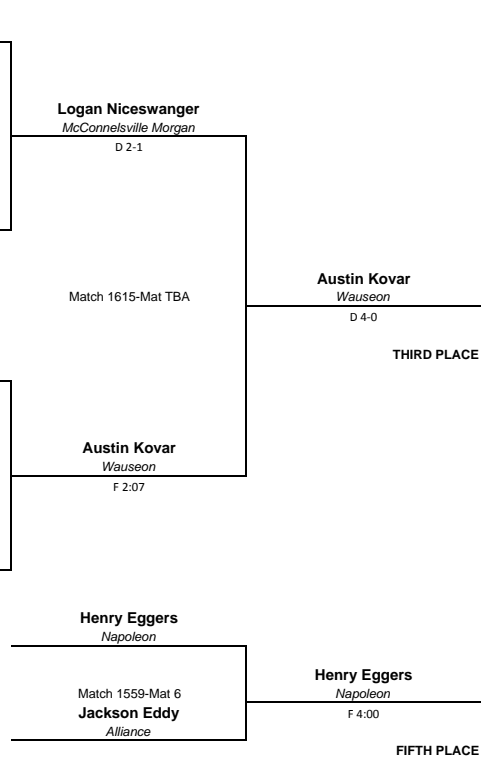 Logan Niceswanger
McConnelsville Morgan
D 2-1
Match 1615-Mat TBA
Austin Kovar
Wauseon
D 4-0
THIRD PLACE
Austin Kovar
Wauseon
F 2:07
Henry Eggers
Napoleon
Match 1559-Mat 6
Jackson Eddy
Alliance
Henry Eggers
Napoleon
F 4:00
FIFTH PLACE